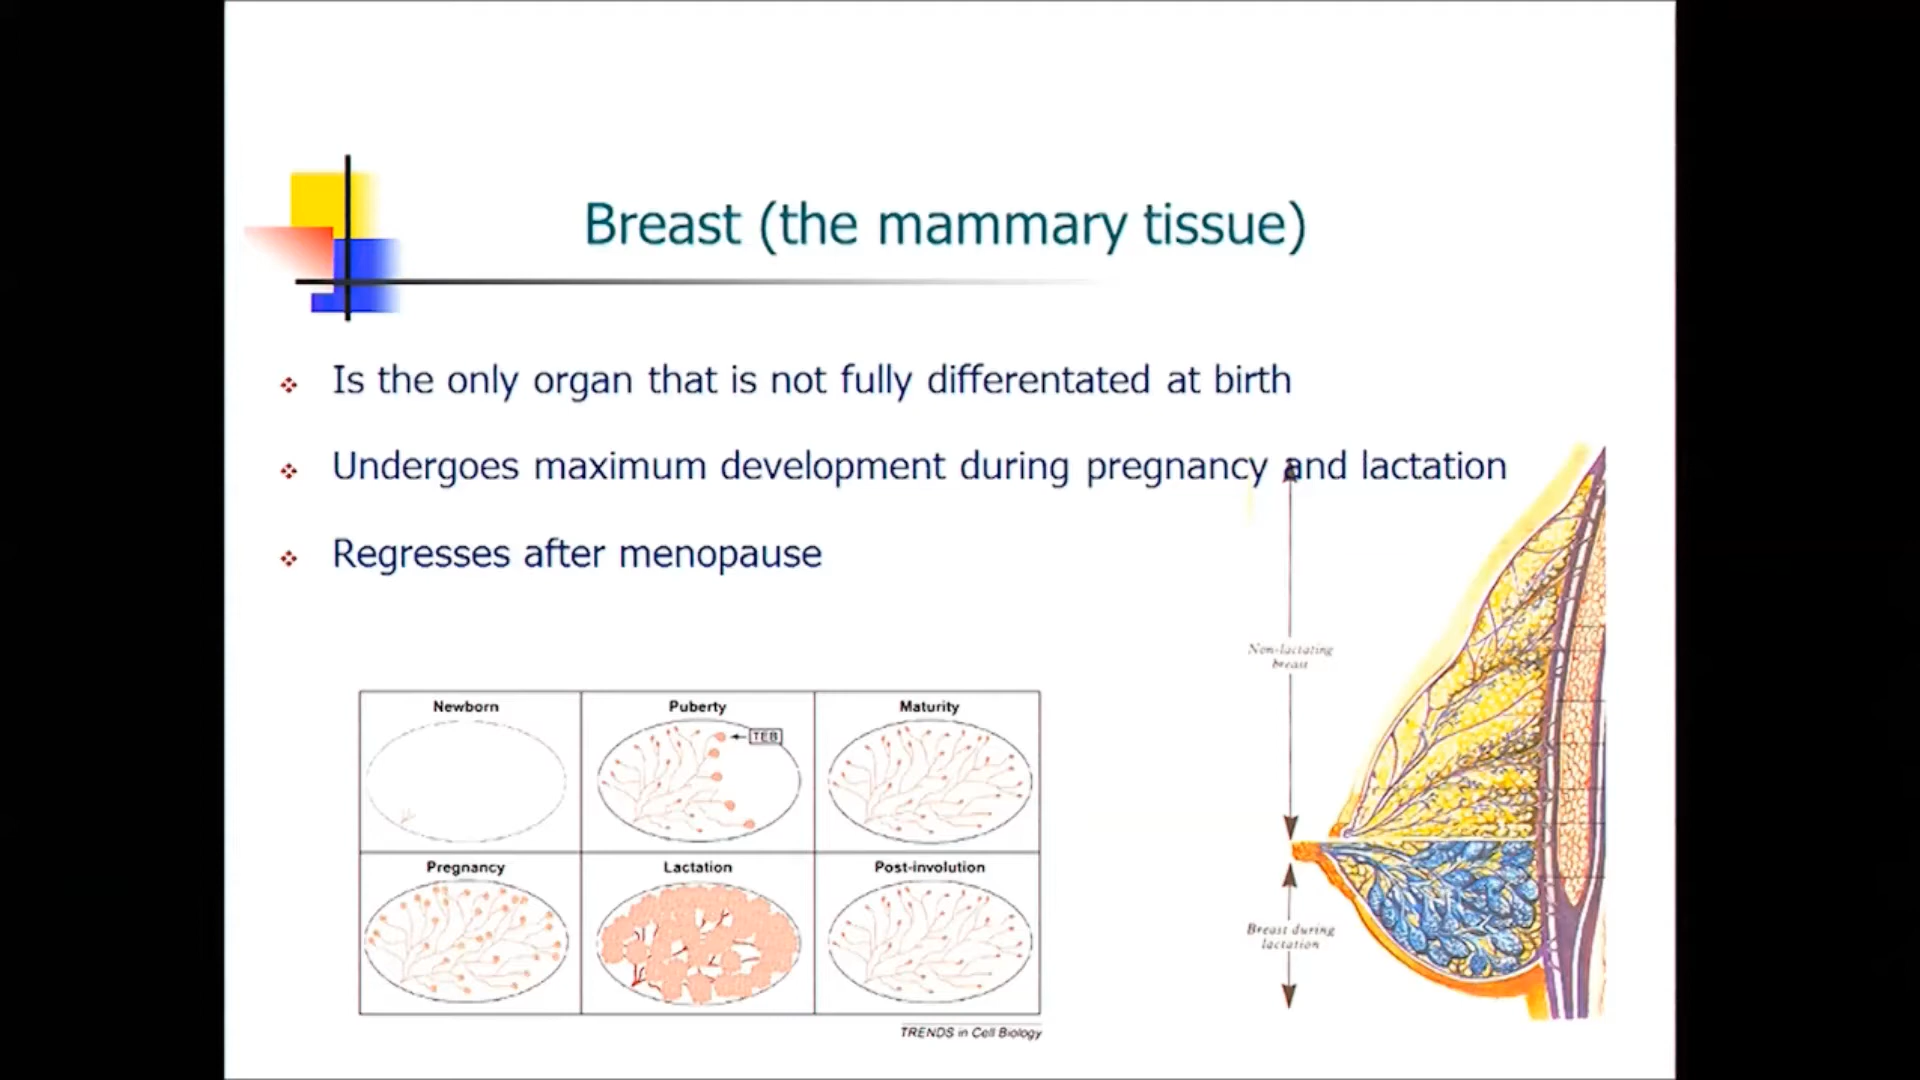 Breast (the mammary tissue)
Is the only organ that is not fully differentated at birth
Undergoes maximum development during pregnancy and lactation
Regresses after menopause
Newborn
Puberty
Maturity
TEB
Pregnancy
Lactation
Post-involution
TRENDS in Cell Biology
Non-lactating
breast
Breast during
lactation